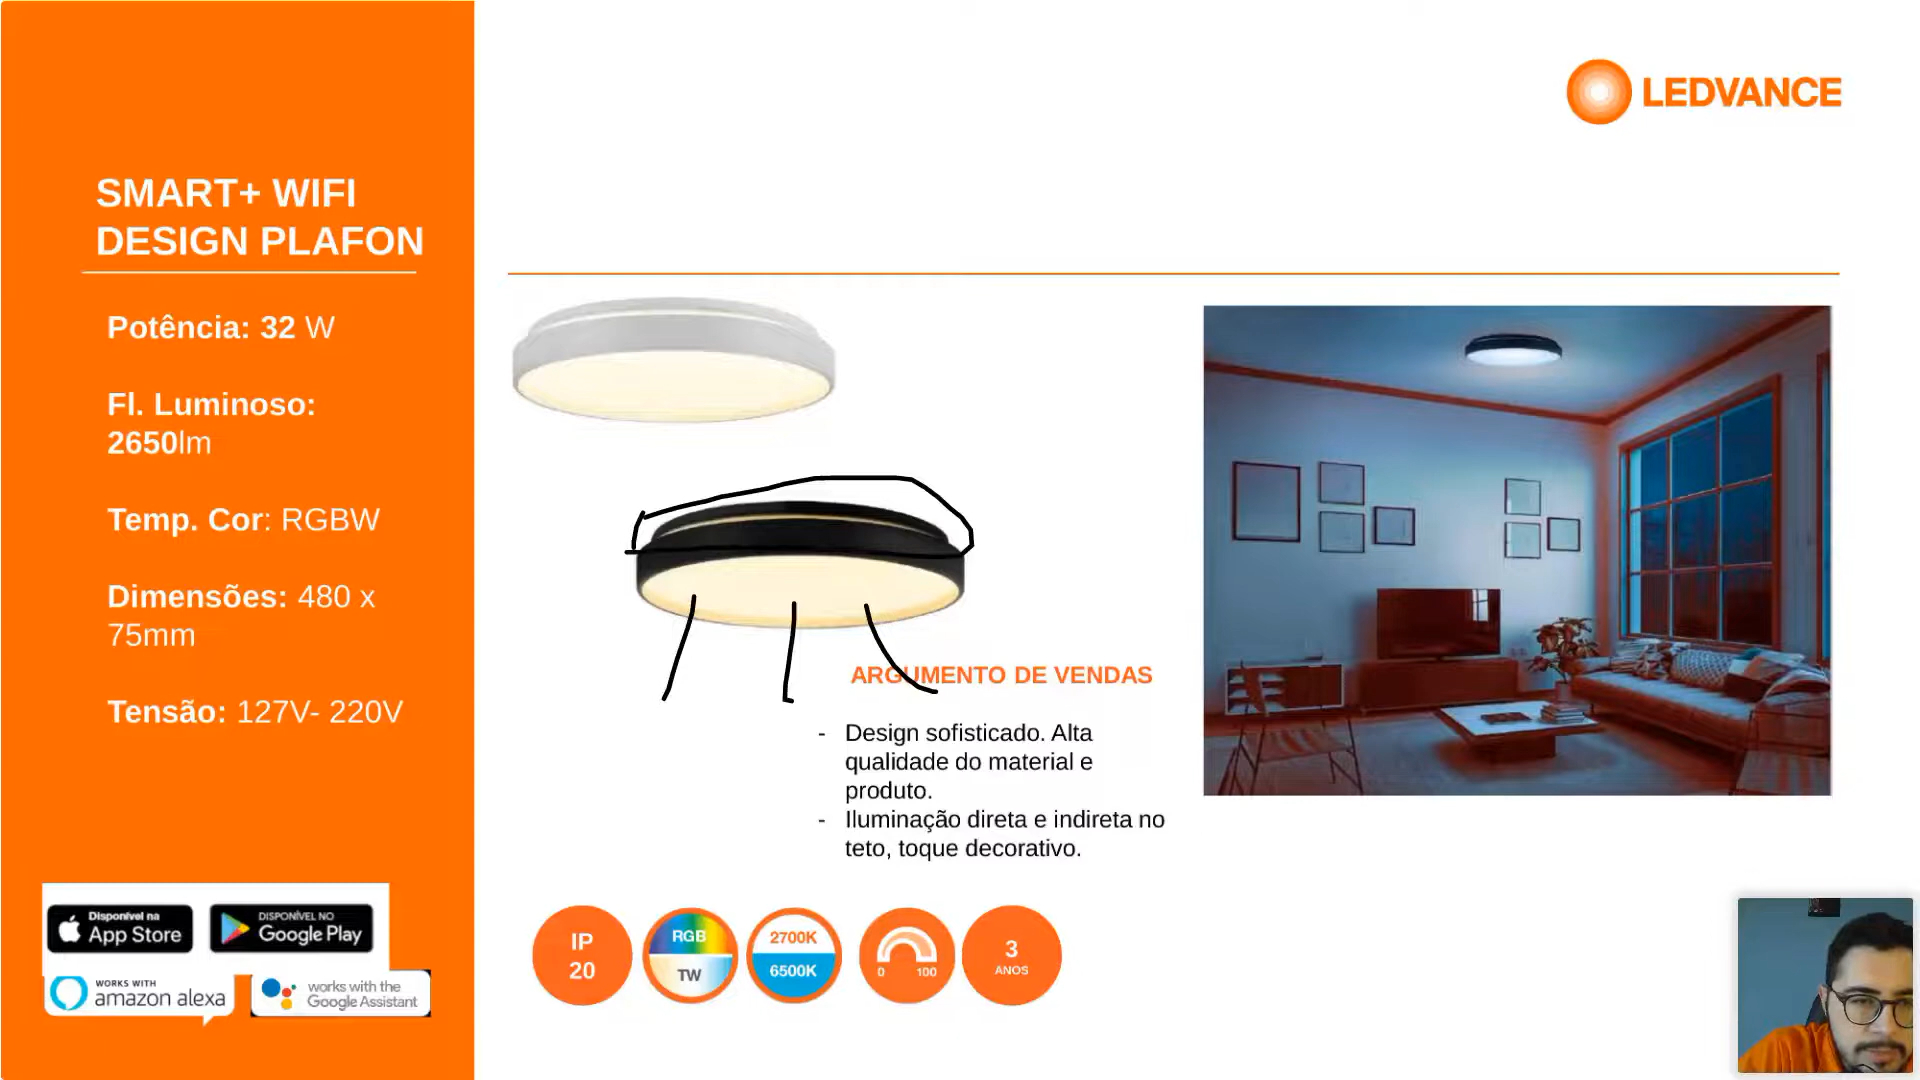 LEDVANCE
SMART+ WIFI
DESIGN PLAFON
Potência: 32 W
Fl. Luminoso:
2650lm
Temp. Cor: RGBW
Dimensões: 480 x
75mm
Tensão: 127V- 220V
ARGUMENTO DE VENDAS
- Design sofisticado. Alta
qualidade do material e
produto.
- Iluminação direta e indireta no
teto, toque decorativo.
Disponível na
App Store
DISPONÍVEL NO
Google Play
WORKS WITH
amazon alexa
works with the
Google Assistant
IP
20
RGB
TW
2700K
6500K
0 100
3
ANOS